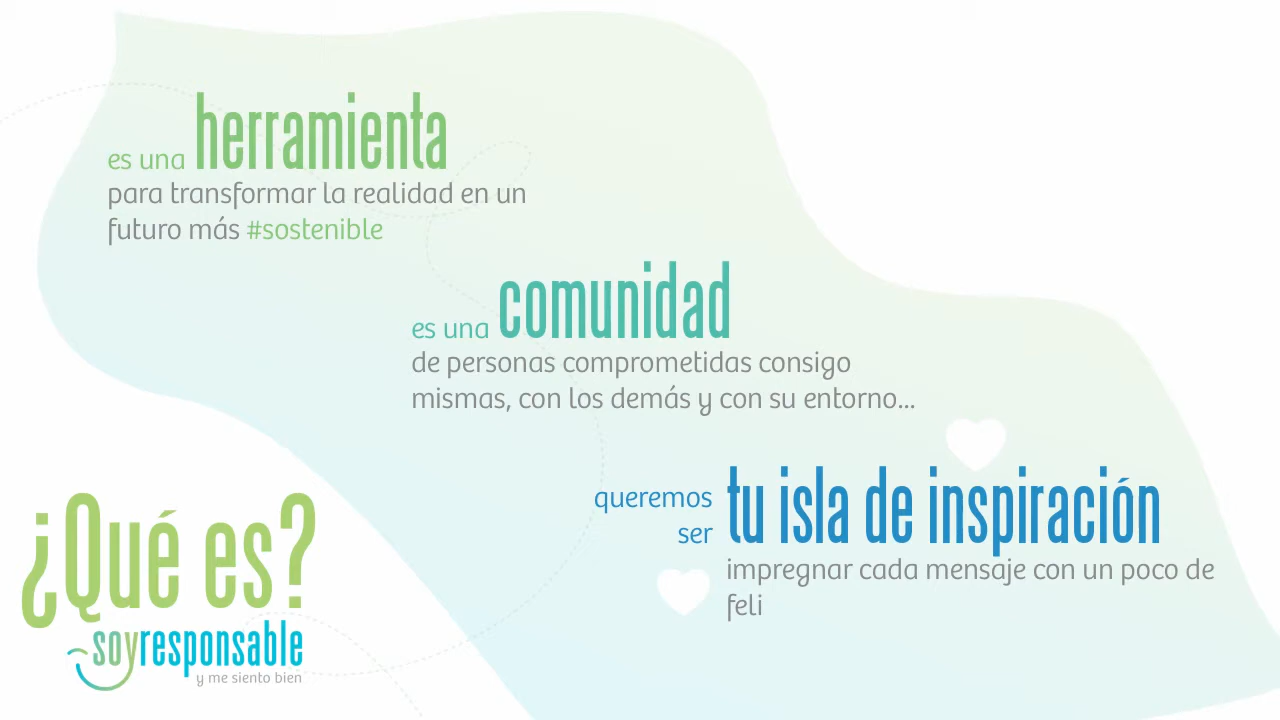 es una herramienta
para transformar la realidad en un
futuro más #sostenible
es una comunidad
de personas comprometidas consigo
mismas, con los demás y con su entorno...
queremos
ser tu isla de inspiración
impregnar cada mensaje con un poco de
feli
¿Qué es?
soyresponsable
y me siento bien